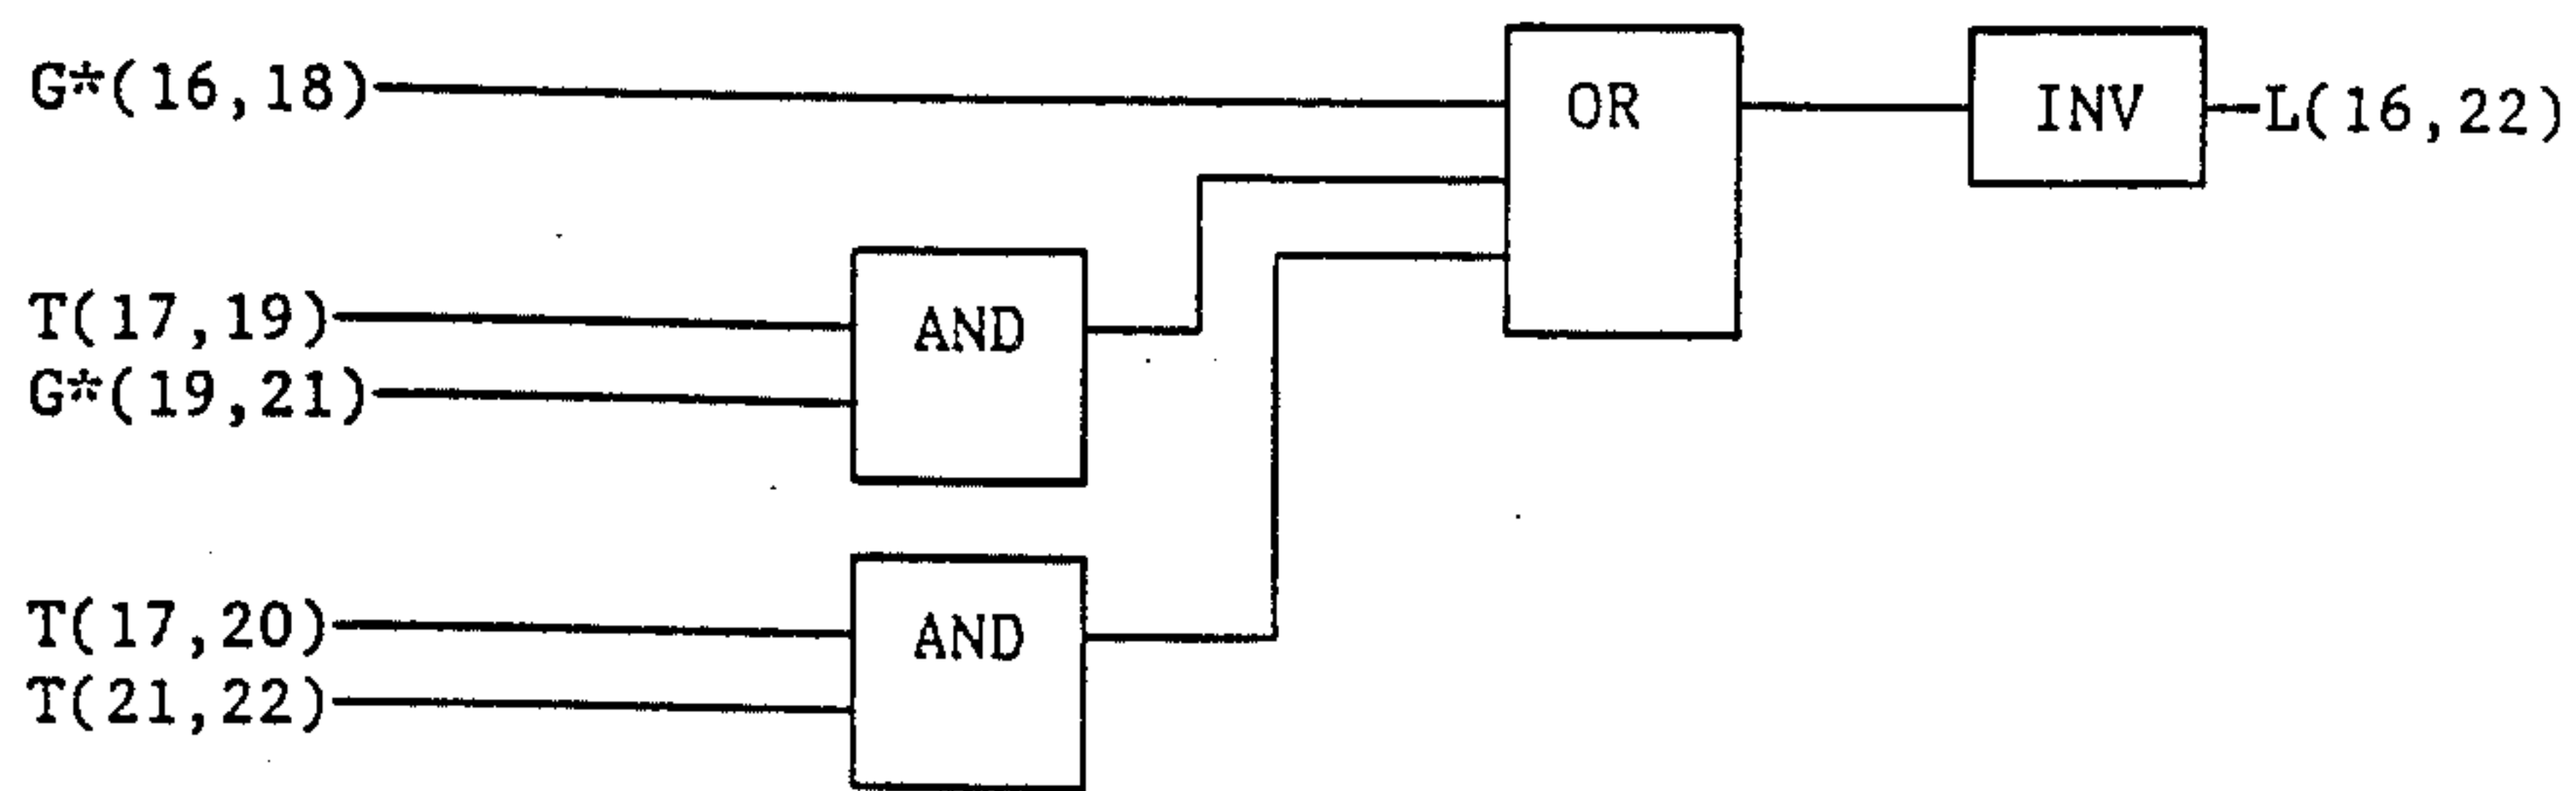 G*(16,18)
OR
INV
L(16,22)
T(17,19)
G*(19,21)
AND
T(17,20)
T(21,22)
AND